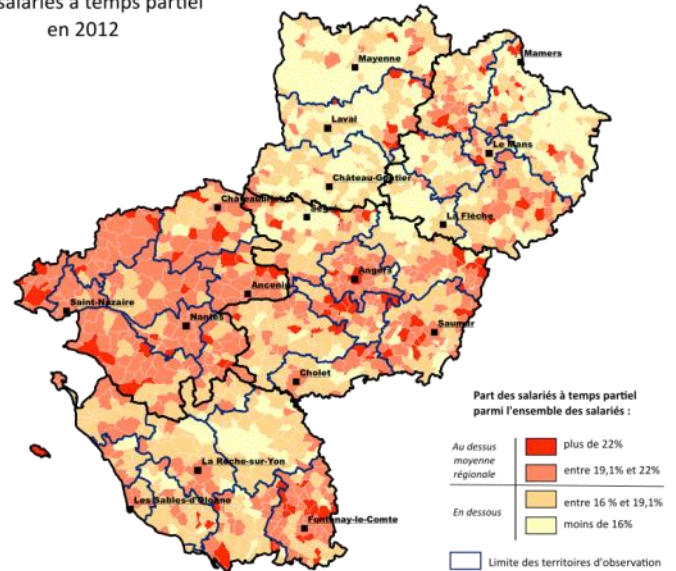 salariés à temps partiel
en 2012
Mayenne
Mamers
Laval
Le Mans
Château-Gontier
La Flèche
Angers
Ancenis
Saint-Nazaire
Nantes
Saumur
Cholet
La Roche-sur-Yon
Les Sables-d'Olonne
Fontenay-le-Comte
Part des salariés à temps partiel
parmi l'ensemble des salariés :
Au dessus
moyenne
régionale
plus de 22%
entre 19,1% et 22%
En dessous
entre 16 % et 19,1%
moins de 16%
Limite des territoires d'observation